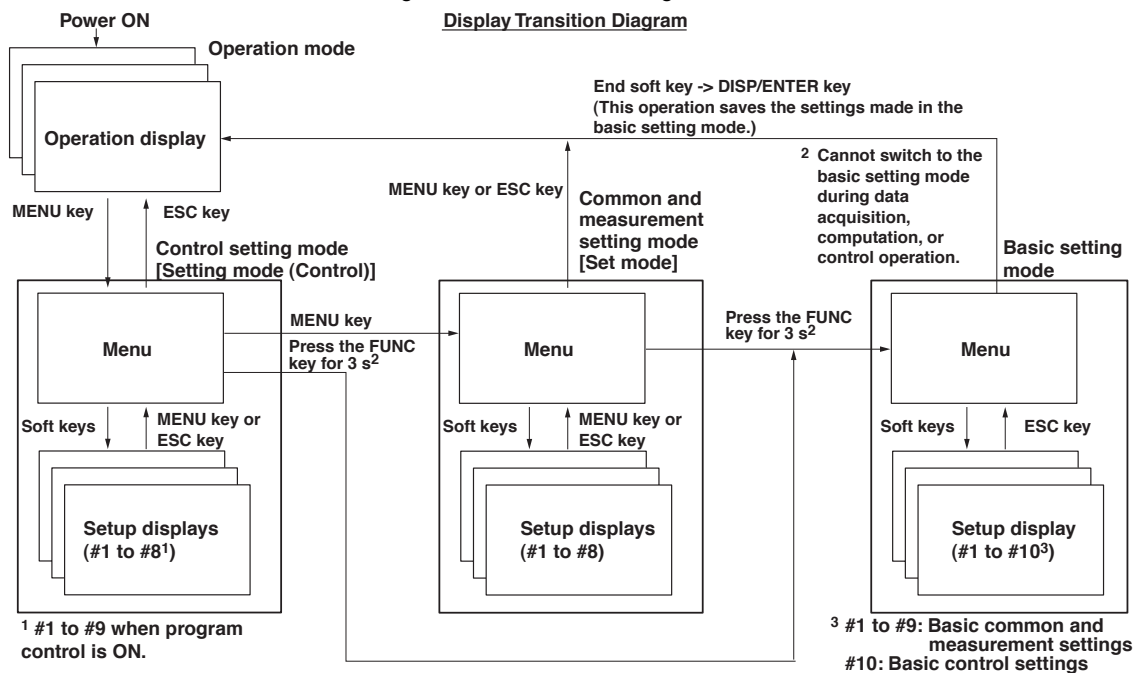 Display Transition Diagram
Power ON
Operation mode
Operation display
End soft key -> DISP/ENTER key
(This operation saves the settings made in the
basic setting mode.)
MENU key
ESC key
MENU key or ESC key
2 Cannot switch to the
basic setting mode
during data
acquisition,
computation, or
control operation.
Control setting mode
[Setting mode (Control)]
Common and
measurement
setting mode
[Set mode]
Basic setting
mode
Menu
MENU key
Press the FUNC
key for 3 s2
Menu
Press the FUNC
key for 3 s2
Menu
Soft keys
MENU key or
ESC key
Soft keys
MENU key or
ESC key
Soft keys
ESC key
Setup displays
(#1 to #81)
Setup displays
(#1 to #8)
Setup display
(#1 to #103)
1 #1 to #9 when program
control is ON.
3 #1 to #9: Basic common and
measurement settings
#10: Basic control settings